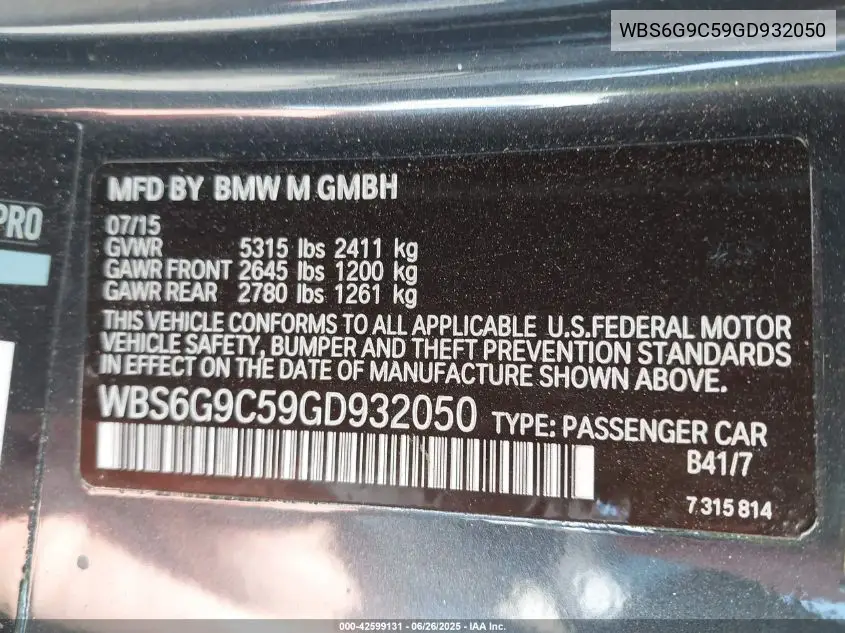 WBS6G9C59GD932050
PRO
MFD BY BMW M GMBH
07/15
GVWR 5315 lbs 2411 kg
GAWR FRONT 2645 lbs 1200 kg
GAWR REAR 2780 lbs 1261 kg
THIS VEHICLE CONFORMS TO ALL APPLICABLE U.S.FEDERAL MOTOR
VEHICLE SAFETY, BUMPER AND THEFT PREVENTION STANDARDS
IN EFFECT ON THE DATE OF MANUFACTURE SHOWN ABOVE.
WBS6G9C59GD932050 TYPE: PASSENGER CAR
B41/7
7 315 814
000-42599131 - 06/26/2025 - IAA Inc.